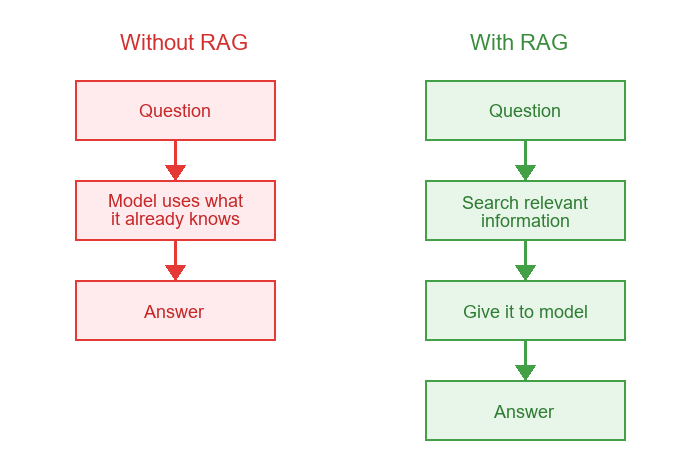 Without RAG
Question
Model uses what
it already knows
Answer
With RAG
Question
Search relevant
information
Give it to model
Answer